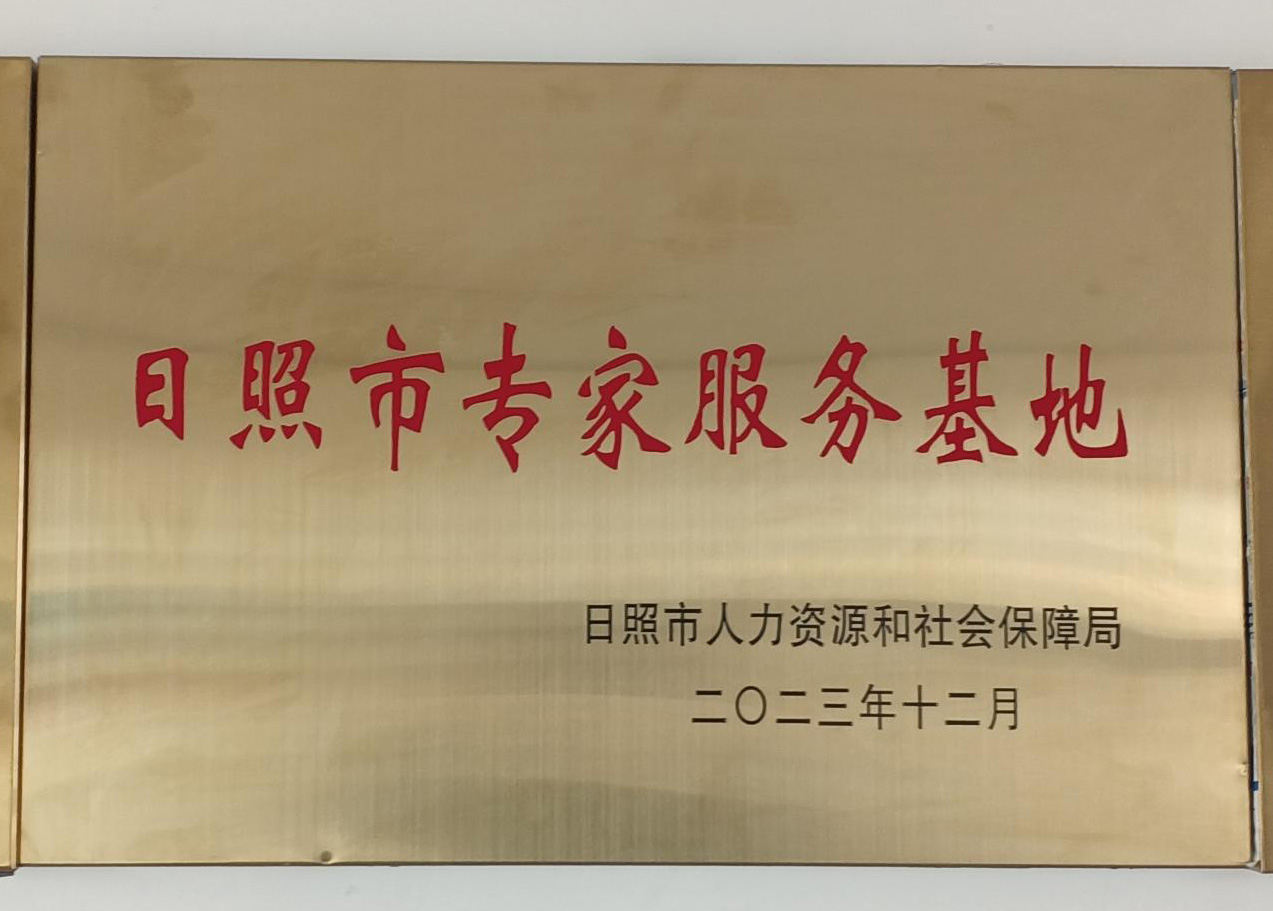 日照市专家服务基地
日照市人力资源和社会保障局
二〇二三年十二月